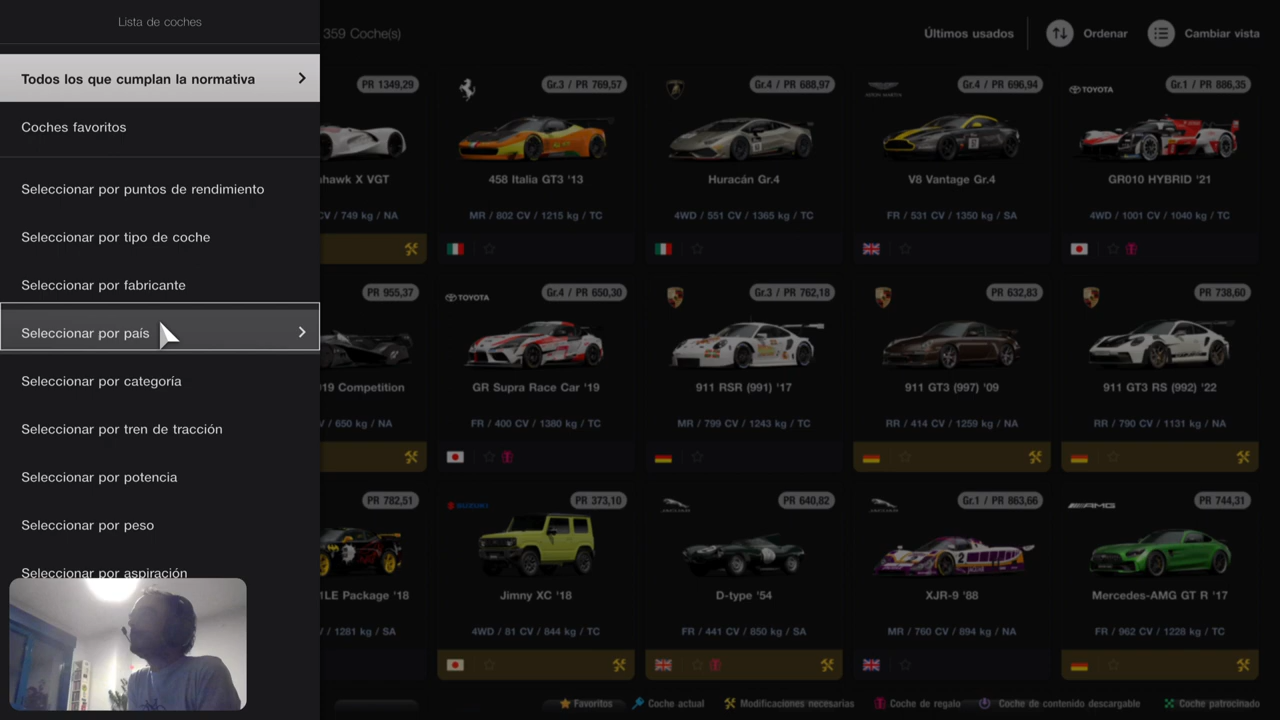 Lista de coches
Todos los que cumplan la normativa
Coches favoritos
Seleccionar por puntos de rendimiento
Seleccionar por tipo de coche
Seleccionar por fabricante
Seleccionar por país
Seleccionar por categoría
Seleccionar por tren de tracción
Seleccionar por potencia
Seleccionar por peso
Seleccionar por aspiración
359 Coche(s)
Últimos usados
Ordenar
Cambiar vista
PR 1349,29
hawk X VGT
CV / 749 kg / NA
Gr.3 / PR 769,57
458 Italia GT3 '13
MR / 802 CV / 1215 kg / TC
Gr.4 / PR 688,97
Huracán Gr.4
4WD / 551 CV / 1365 kg / TC
ASTON MARTIN
Gr.4 / PR 696,94
V8 Vantage Gr.4
FR / 531 CV / 1350 kg / SA
TOYOTA
Gr.1 / PR 886,35
GR010 HYBRID '21
4WD / 1001 CV / 1040 kg / TC
PR 955,37
19 Competition
/ 650 kg / NA
TOYOTA
Gr.4 / PR 650,30
GR Supra Race Car '19
FR / 400 CV / 1380 kg / TC
Gr.3 / PR 762,18
911 RSR (991) '17
MR / 799 CV / 1243 kg / TC
PR 632,83
911 GT3 (997) '09
RR / 414 CV / 1259 kg / NA
PR 738,60
911 GT3 RS (992) '22
RR / 790 CV / 1131 kg / NA
PR 782,51
1LE Package '18
/ 1281 kg / SA
SUZUKI
PR 373,10
Jimny XC '18
4WD / 81 CV / 844 kg / TC
JAGUAR
PR 640,82
D-type '54
FR / 441 CV / 850 kg / SA
JAGUAR
Gr.1 / PR 863,66
XJR-9 '88
MR / 760 CV / 894 kg / NA
AMG
PR 744,31
Mercedes-AMG GT R '17
FR / 962 CV / 1228 kg / TC
Favoritos
Coche actual
Modificaciones necesarias
Coche de regalo
Coche de contenido descargable
Coche patrocinado